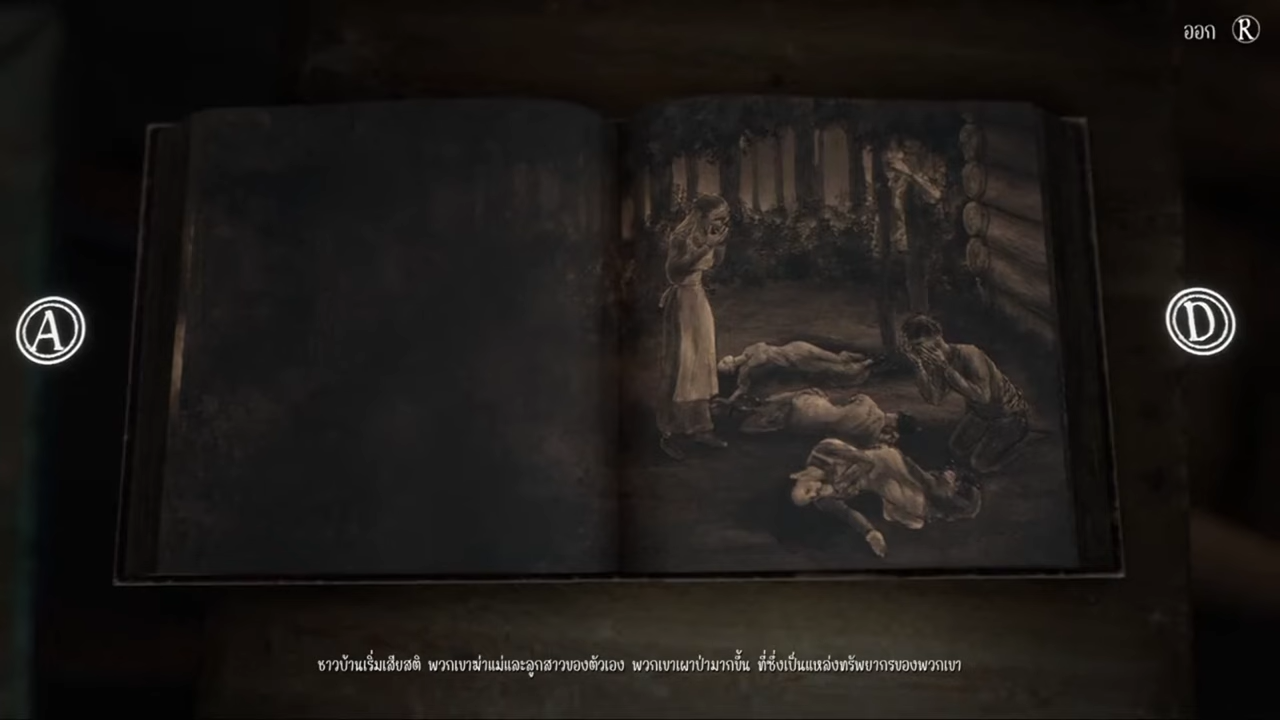 ออก R
A
D
ชาวบ้านเริ่มเสียสติ พวกเขาฆ่าแม่และลูกสาวของตัวเอง พวกเขาเผาป่ามากขึ้น ที่ซึ่งเป็นแหล่งทรัพยากรของพวกเขา